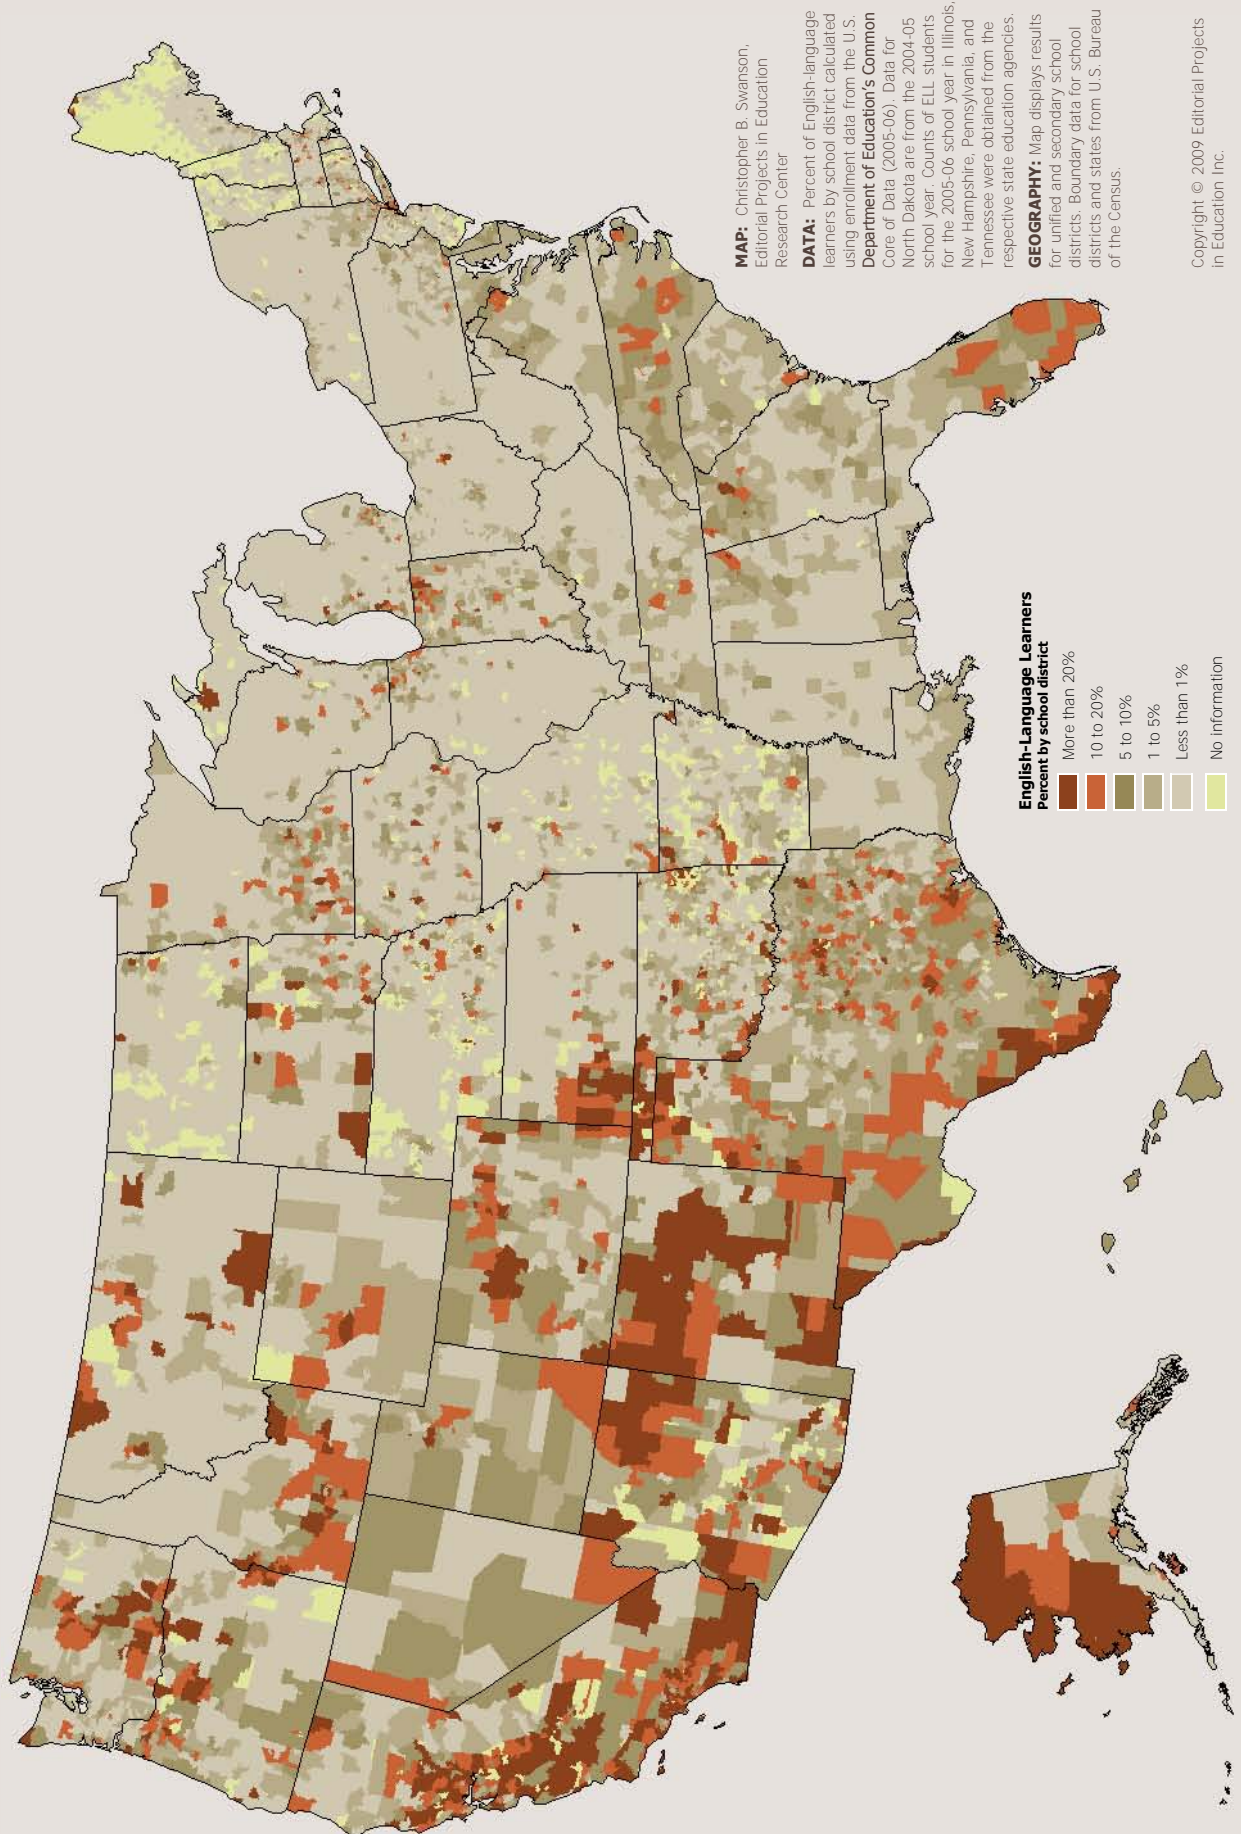 MAP: Christopher B. Swanson,
Editorial Projects in Education
Research Center
DATA: Percent of English-language
learners by school district calculated
using enrollment data from the U.S.
Department of Education's Common
Core of Data (2005-06). Data for
North Dakota are from the 2004-05
school year. Counts of ELL students
for the 2005-06 school year in Illinois,
New Hampshire, Pennsylvania, and
Tennessee were obtained from the
respective state education agencies.
GEOGRAPHY: Map displays results
for unified and secondary school
districts. Boundary data for school
districts and states from U.S. Bureau
of the Census.
Copyright © 2009 Editorial Projects
in Education Inc.
English-Language Learners
Percent by school district
More than 20%
10 to 20%
5 to 10%
1 to 5%
Less than 1%
No information